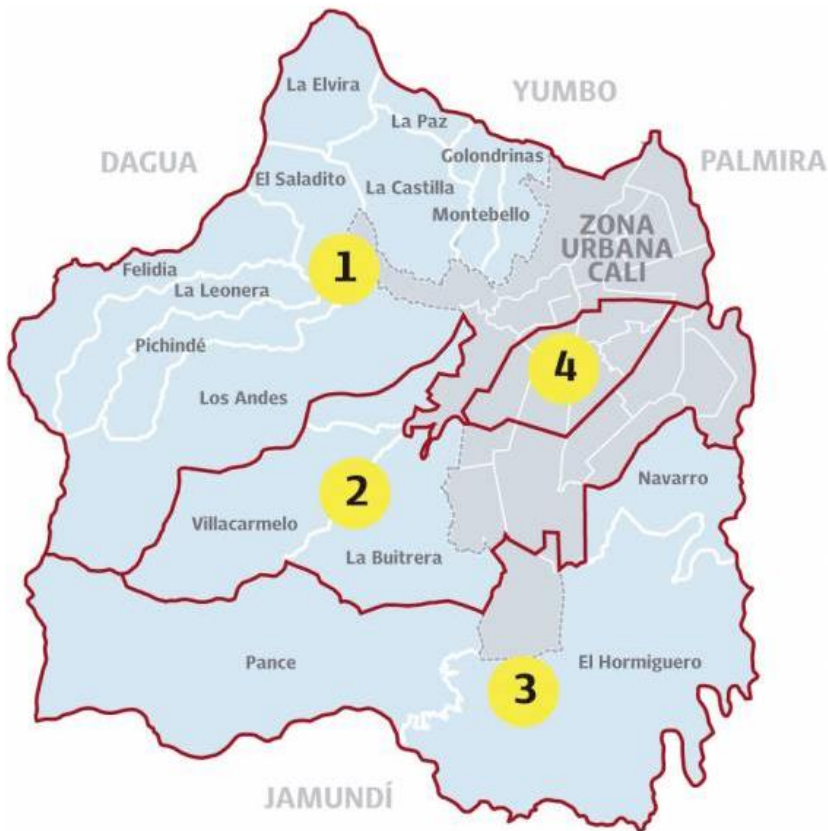 La Elvira
YUMBO
La Paz
DAGUA
Golondrinas
PALMIRA
El Saladito
La Castilla
Montebello
ZONA
URBANA
CALI
1
Felidia
La Leonera
Pichindé
4
Los Andes
2
Navarro
Villacarmelo
La Buitrera
Pance
El Hormiguero
3
JAMUNDÍ